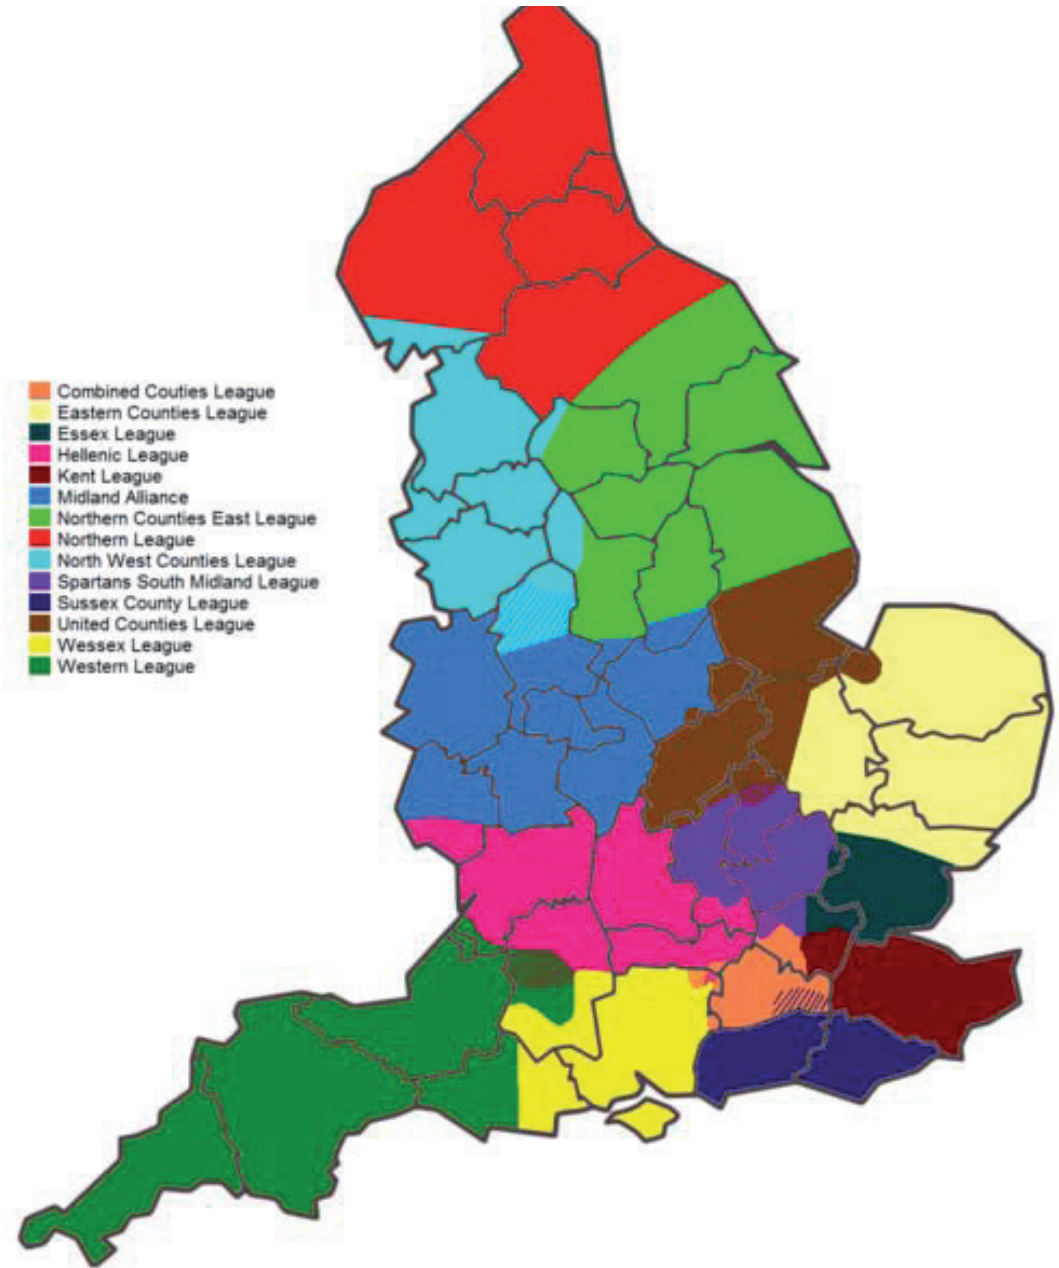 Combined Couties League
Eastern Counties League
Essex League
Hellenic League
Kent League
Midland Alliance
Northern Counties East League
Northern League
North West Counties League
Spartans South Midland League
Sussex County League
United Counties League
Wessex League
Western League